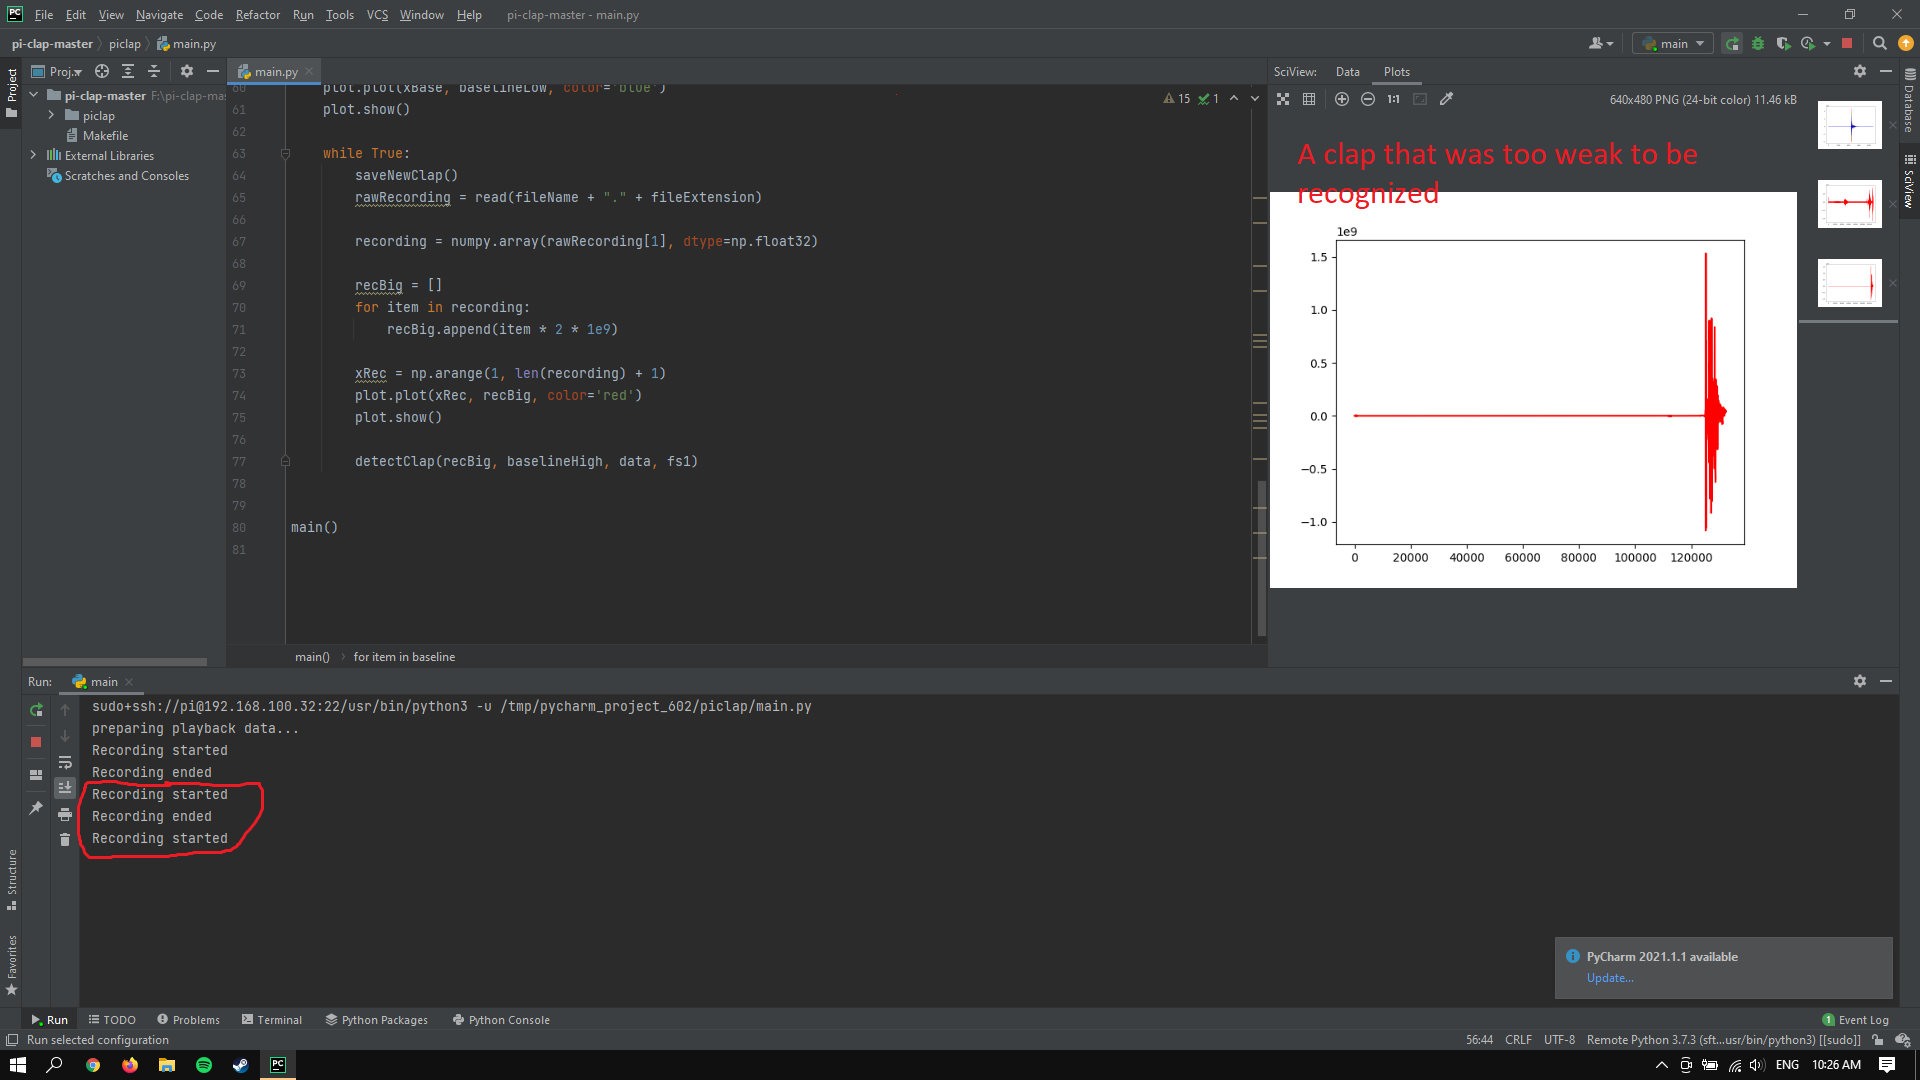 File Edit View Navigate Code Refactor Run Tools VCS Window Help pi-clap-master - main.py
pi-clap-master piclap main.py
main
Proj...
main.py
SciView: Data Plots
Project
pi-clap-master F:\pi-clap-mas
piclap
Makefile
External Libraries
Scratches and Consoles
60 plot.plot(xBase, baselineLow, color='blue')
61 plot.show()
62
63 while True:
64 saveNewClap()
65 rawRecording = read(fileName + "." + fileExtension)
66
67 recording = numpy.array(rawRecording[1], dtype=np.float32)
68
69 recBig = []
70 for item in recording:
71 recBig.append(item * 2 * 1e9)
72
73 xRec = np.arange(1, len(recording) + 1)
74 plot.plot(xRec, recBig, color='red')
75 plot.show()
76
77 detectClap(recBig, baselineHigh, data, fs1)
78
79
80 main()
81
15 1
main() for item in baseline
1:1 640x480 PNG (24-bit color) 11.46 kB
A clap that was too weak to be
recognized
1e9
1.5
1.0
0.5
0.0
−0.5
−1.0
0 20000 40000 60000 80000 100000 120000
Database
SciView
Run: main
sudo+ssh://pi@192.168.100.32:22/usr/bin/python3 -u /tmp/pycharm_project_602/piclap/main.py
preparing playback data...
Recording started
Recording ended
Recording started
Recording ended
Recording started
Structure
Favorites
PyCharm 2021.1.1 available
Update...
Run TODO Problems Terminal Python Packages Python Console 1 Event Log
Run selected configuration 56:44 CRLF UTF-8 Remote Python 3.7.3 (sft...usr/bin/python3) [[sudo]]
ENG 10:26 AM